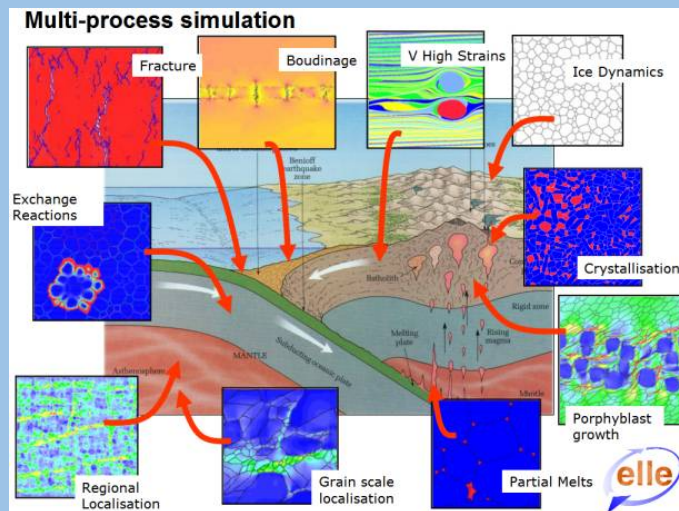 Multi-process simulation
Fracture
Boudinage
V High Strains
Ice Dynamics
Benioff
earthquake
zone
Exchange
Reactions
Crystallisation
Batholith
Rigid zone
Melting
plate
Rising
magma
Asthenosphere
MANTLE
Subducting oceanic plate
Mantle
Porphyblast
growth
Regional
Localisation
Grain scale
localisation
Partial Melts
elle